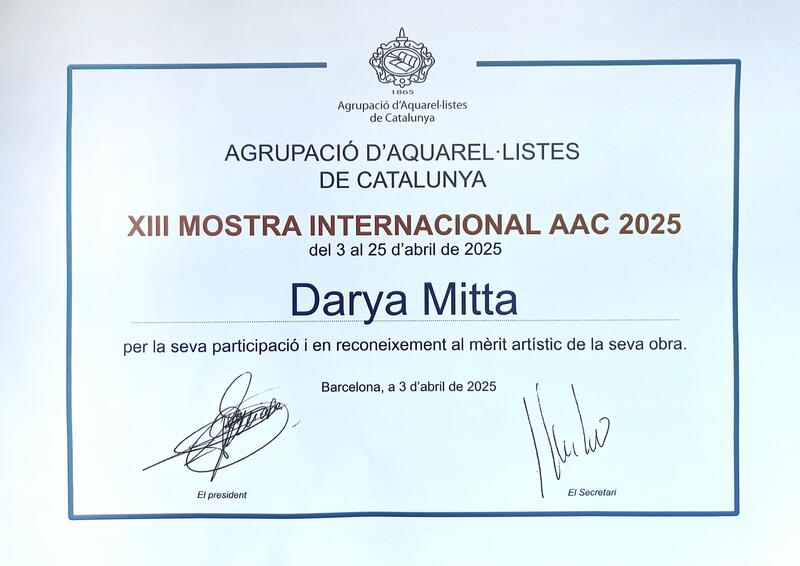 1865
Agrupació d'Aquarel·listes
de Catalunya
AGRUPACIÓ D'AQUAREL·LISTES
DE CATALUNYA
XIII MOSTRA INTERNACIONAL AAC 2025
del 3 al 25 d'abril de 2025
Darya Mitta
per la seva participació i en reconeixement al mèrit artístic de la seva obra.
Barcelona, a 3 d'abril de 2025
El president
El Secretari